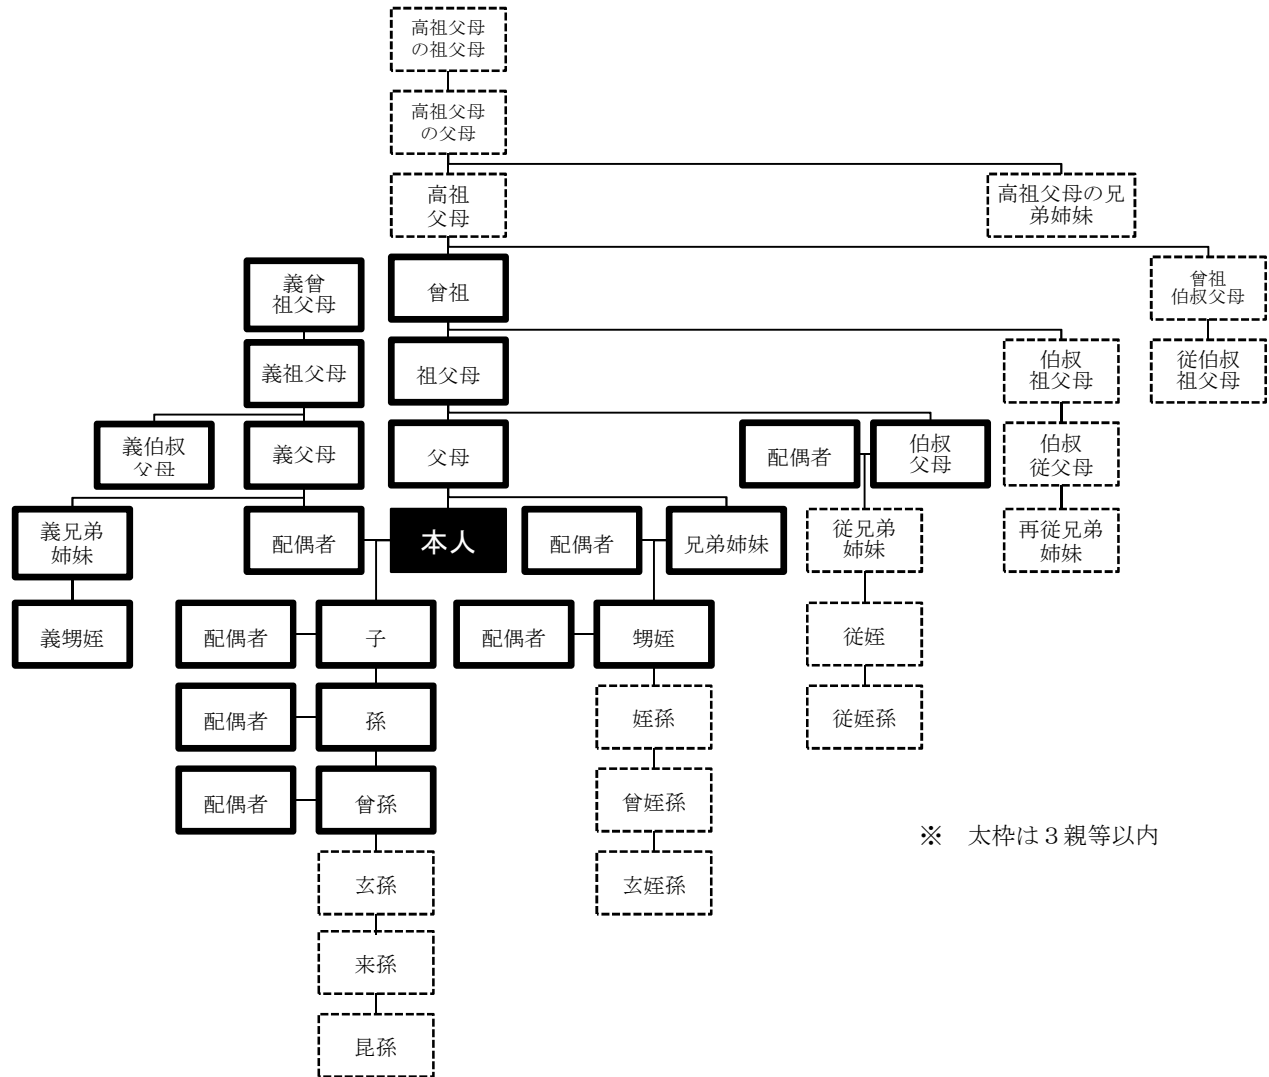 高祖父母
の祖父母
高祖父母
の父母
高祖
父母
高祖父母の兄
弟姉妹
義曾
祖父母
曾祖
曾祖
伯叔父母
義祖父母
祖父母
伯叔
祖父母
従伯叔
祖父母
義伯叔
父母
義父母
父母
配偶者
伯叔
父母
伯叔
従父母
義兄弟
姉妹
配偶者
本人
配偶者
兄弟姉妹
従兄弟
姉妹
再従兄弟
姉妹
義甥姪
配偶者
子
配偶者
甥姪
従姪
配偶者
孫
姪孫
従姪孫
配偶者
曾孫
曾姪孫
※ 太枠は３親等以内
玄孫
玄姪孫
来孫
昆孫